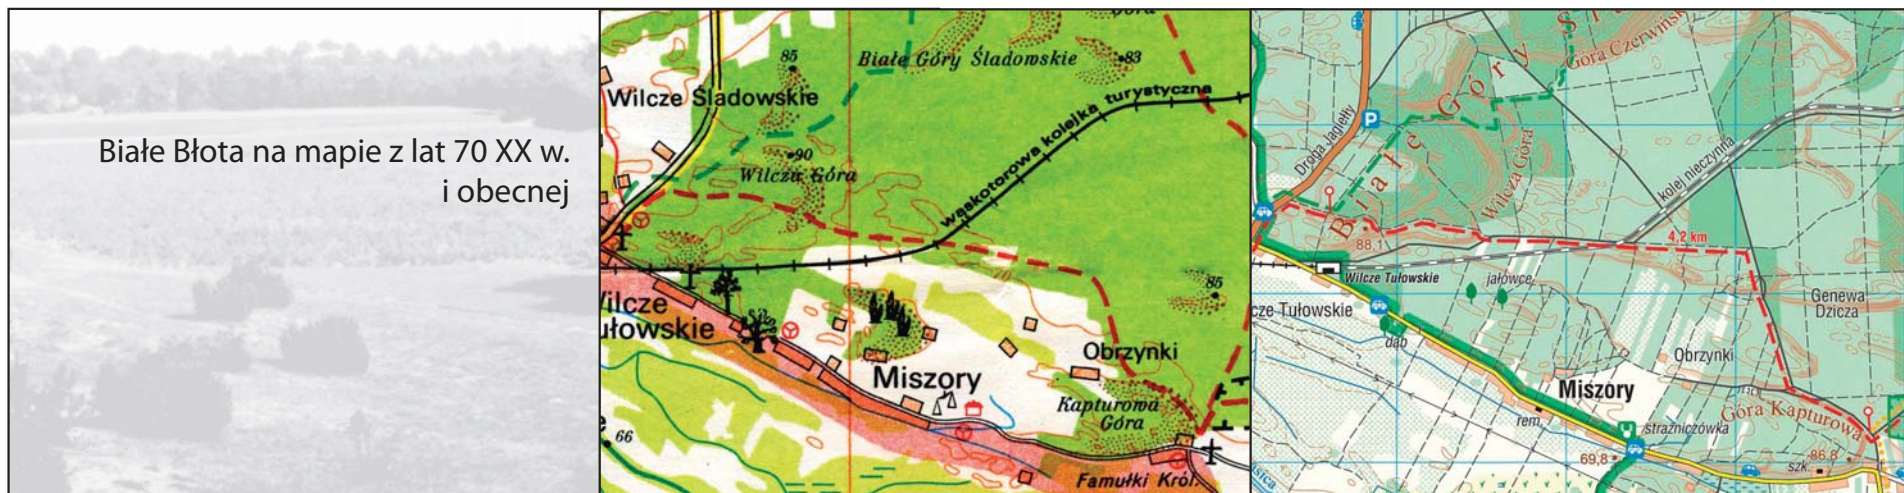 Białe Błota na mapie z lat 70 XX w.
i obecnej
Góra
85
Białe Góry Śladowskie
83
Wilcze Śladowskie
wąskotorowa kolejka turystyczna
90
Wilcza Góra
85
Wilcze
Tułowskie
Obrzynki
Miszory
Kapturowa
Góra
66
Famułki Król.
Białe Góry
Góra Czerwińska
P
Droga Jagiełły
Wilcza Góra
kolej nieczynna
88,1
4,2 km
Wilcze Tułowskie
jałowce
Genewa
Dzicza
cze Tułowskie
dąb
Obrzynki
Miszory
Góra Kapturowa
rem.
strażniczówka
69,8
86,8
szk.